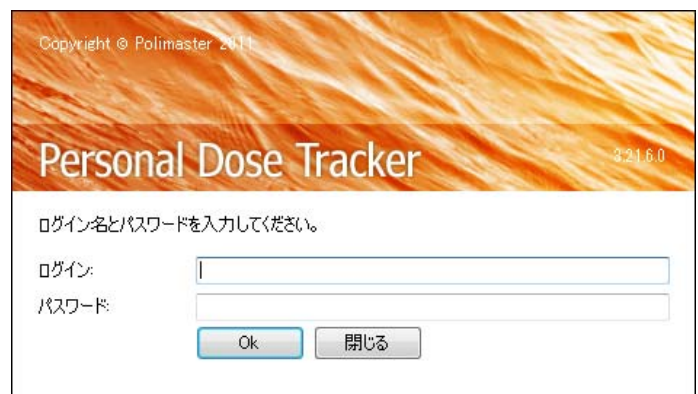 Copyright © Polimaster 2011
Personal Dose Tracker
3.21.6.0
ログイン名とパスワードを入力してください。
ログイン:
パスワード:
Ok
閉じる